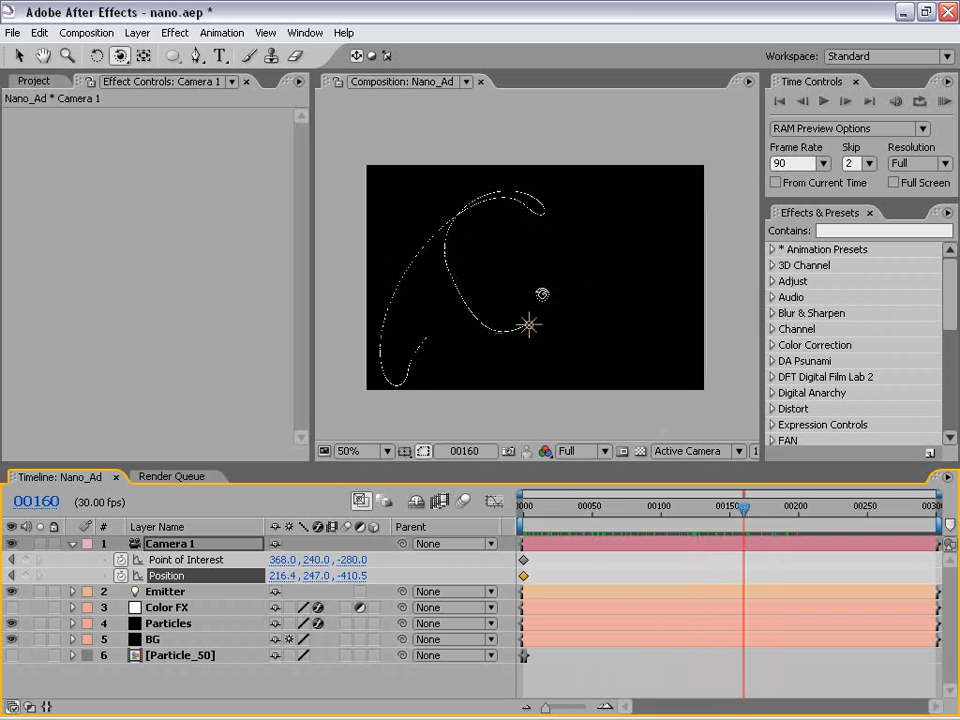 Adobe After Effects - nano.aep *
File Edit Composition Layer Effect Animation View Window Help
Workspace: Standard
Project Effect Controls: Camera 1
Nano_Ad * Camera 1
Composition: Nano_Ad
Time Controls
RAM Preview Options
Frame Rate Skip Resolution
90 2 Full
From Current Time Full Screen
Effects & Presets
Contains:
* Animation Presets
3D Channel
Adjust
Audio
Blur & Sharpen
Channel
Color Correction
DA Psunami
DFT Digital Film Lab 2
Digital Anarchy
Distort
Expression Controls
FAN
50% 00160 Full Active Camera 1
Timeline: Nano_Ad Render Queue
00160 (30.00 fps)
0000 00050 00100 00200 0030
# Layer Name Parent
1 Camera 1 None
Point of Interest 368.0, 240.0, -280.0
Position 216.4, 247.0, -410.5
2 Emitter None
3 Color FX None
4 Particles None
5 BG None
6 [Particle_50] None